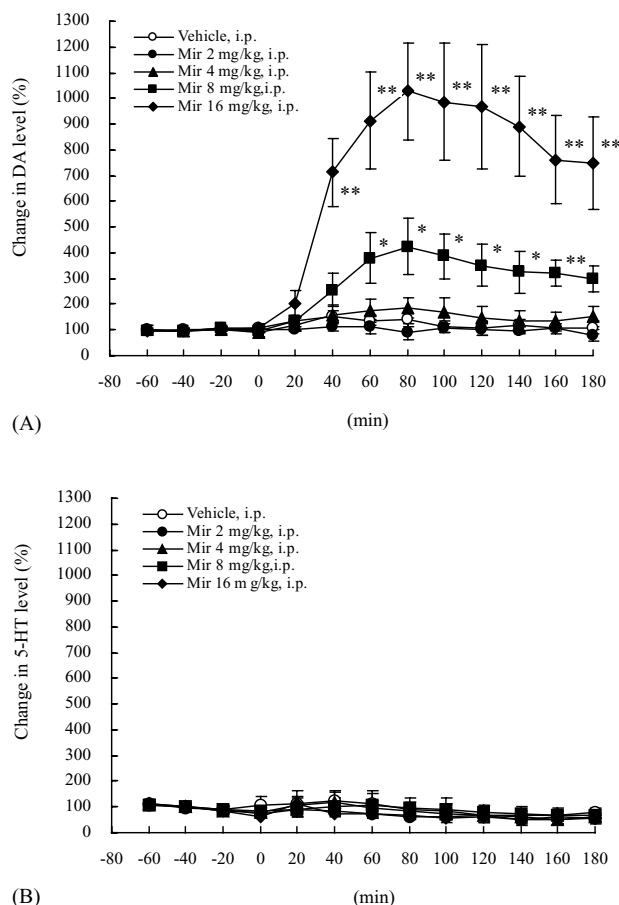 1300
1200
1100
1000
900
800
700
600
500
400
300
200
100
0
Change in DA level (%)
Vehicle, i.p.
Mir 2 mg/kg, i.p.
Mir 4 mg/kg, i.p.
Mir 8 mg/kg,i.p.
Mir 16 mg/kg, i.p.
** ** ** ** ** ** **
**
* * * * * **
-80 -60 -40 -20 0 20 40 60 80 100 120 140 160 180
(A) (min)
1300
1200
1100
1000
900
800
700
600
500
400
300
200
100
0
Change in 5-HT level (%)
Vehicle, i.p.
Mir 2 mg/kg, i.p.
Mir 4 mg/kg, i.p.
Mir 8 mg/kg,i.p.
Mir 16 m g/kg, i.p.
-80 -60 -40 -20 0 20 40 60 80 100 120 140 160 180
(B) (min)